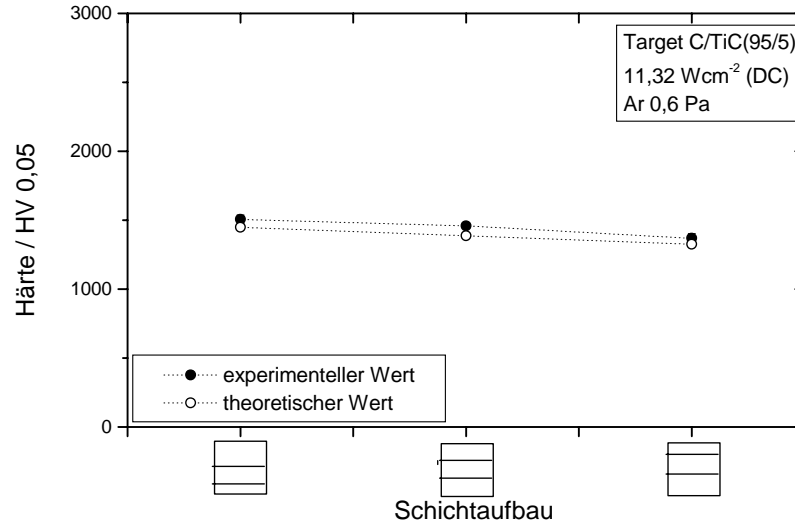 3000
2000
1000
0
Härte / HV 0,05
Target C/TiC(95/5)
11,32 Wcm-2 (DC)
Ar 0,6 Pa
experimenteller Wert
theoretischer Wert
Schichtaufbau